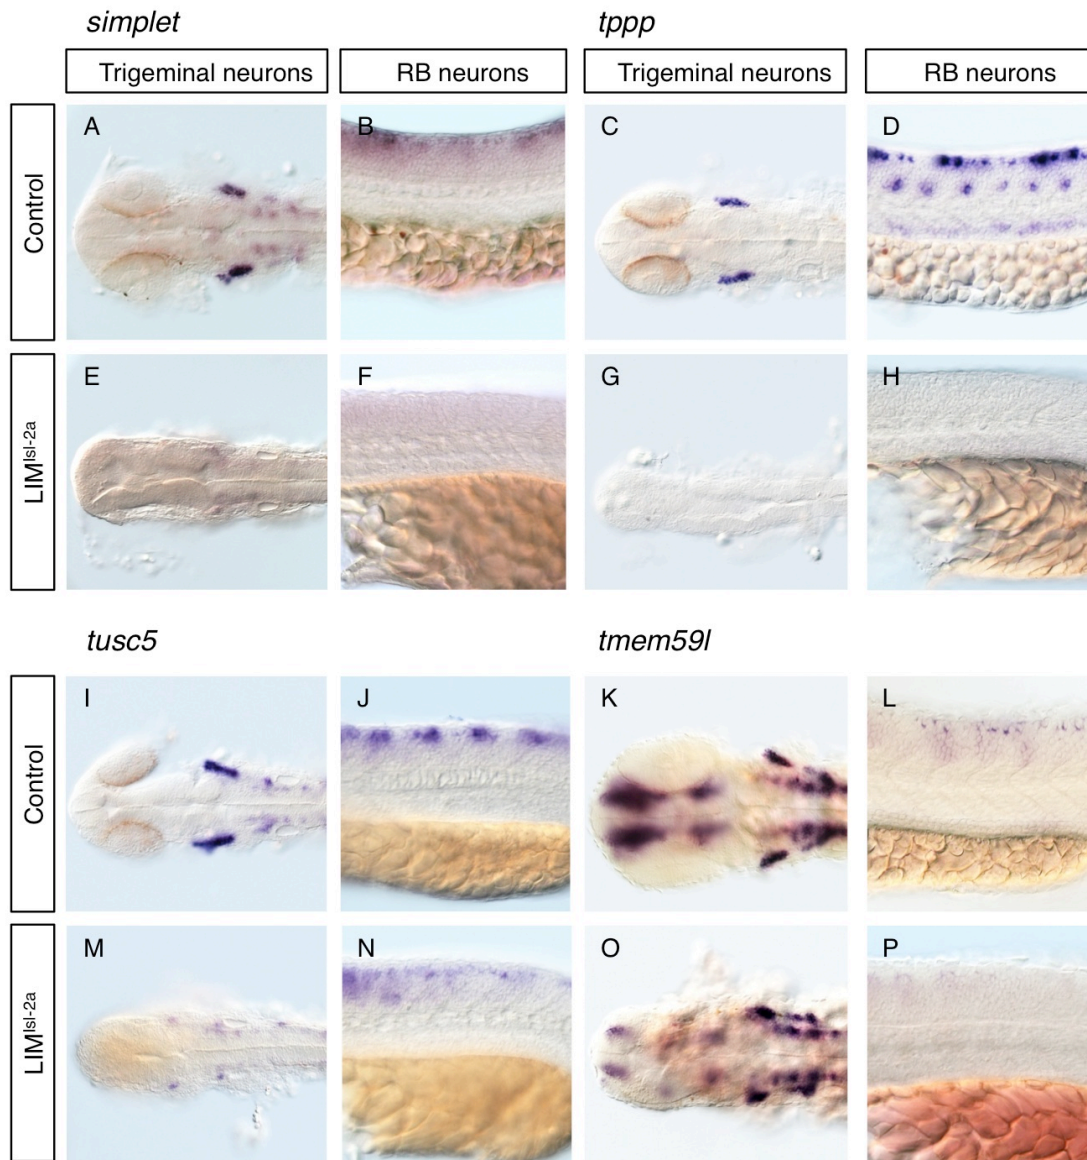 simplet tppp
Trigeminal neurons RB neurons Trigeminal neurons RB neurons
Control A B C D
LIMIsl-2a E F G H
tusc5 tmem59l
Control I J K L
LIMIsl-2a M N O P